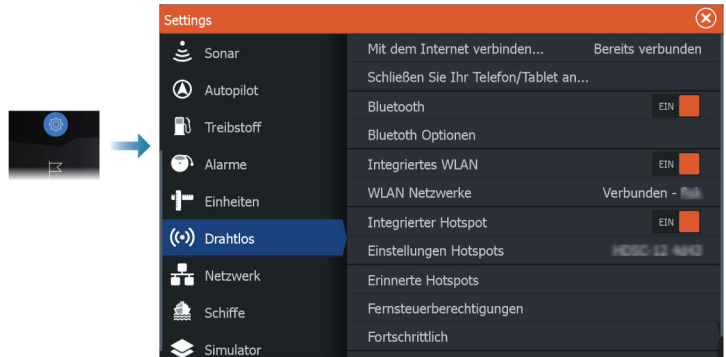 Settings
Sonar
Autopilot
Treibstoff
Alarme
Einheiten
Drahtlos
Netzwerk
Schiffe
Simulator
Mit dem Internet verbinden... Bereits verbunden
Schließen Sie Ihr Telefon/Tablet an...
Bluetooth EIN
Bluetoth Optionen
Integriertes WLAN EIN
WLAN Netzwerke Verbunden -
Integrierter Hotspot EIN
Einstellungen Hotspots
Erinnerte Hotspots
Fernsteuerberechtigungen
Fortschrittlich